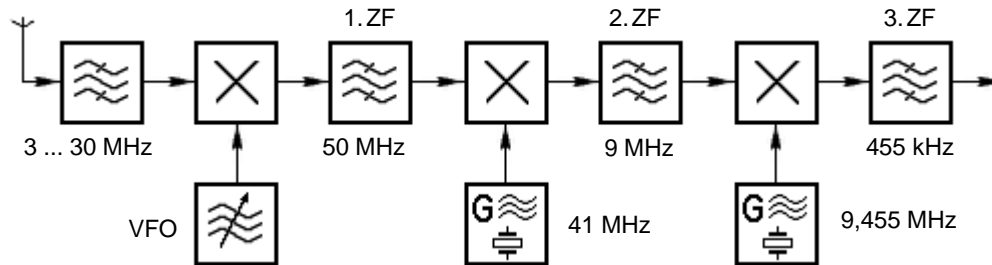 1. ZF 2. ZF 3. ZF
3 ... 30 MHz 50 MHz 9 MHz 455 kHz
VFO G 41 MHz G 9,455 MHz